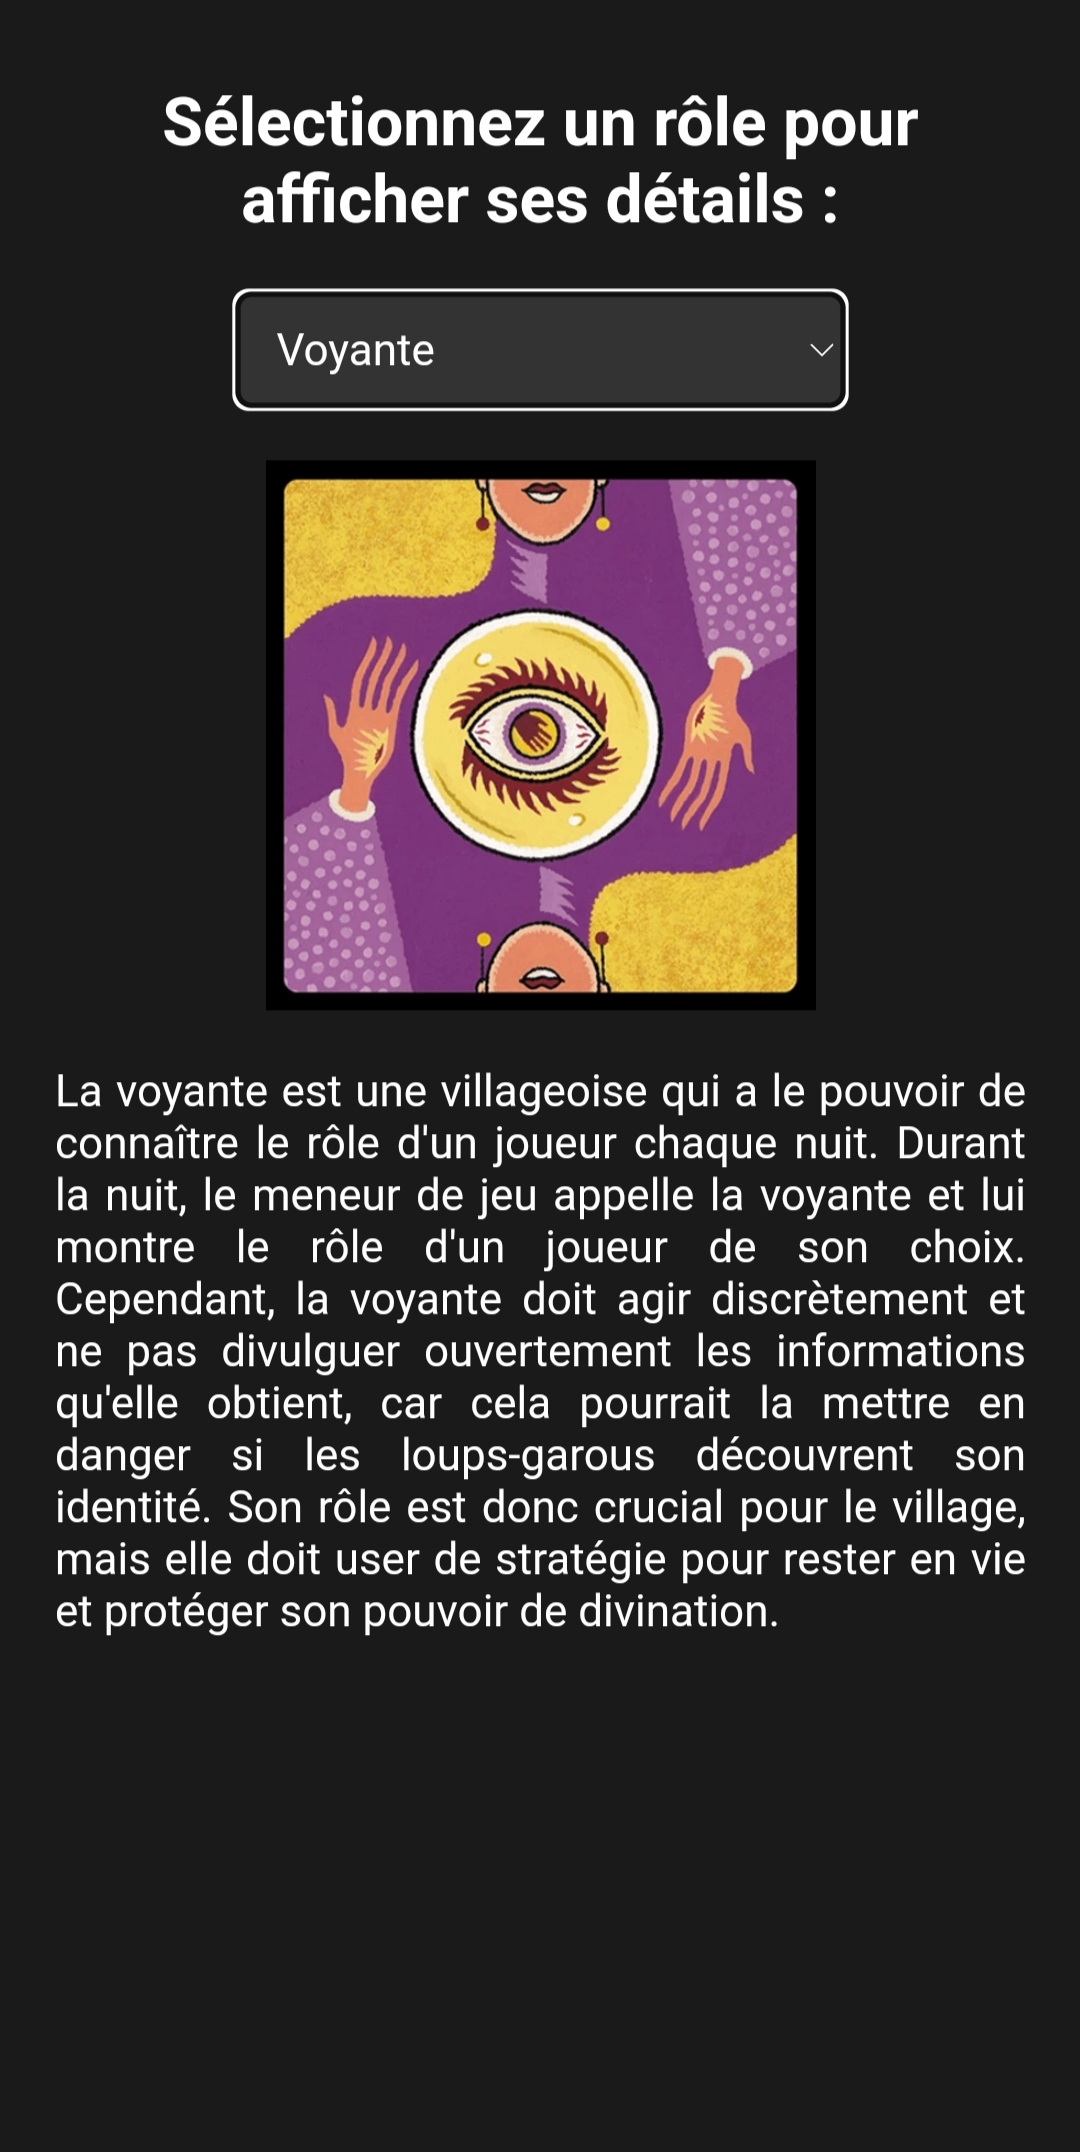 Sélectionnez un rôle pour
afficher ses détails :
Voyante
La voyante est une villageoise qui a le pouvoir de
connaître le rôle d'un joueur chaque nuit. Durant
la nuit, le meneur de jeu appelle la voyante et lui
montre le rôle d'un joueur de son choix.
Cependant, la voyante doit agir discrètement et
ne pas divulguer ouvertement les informations
qu'elle obtient, car cela pourrait la mettre en
danger si les loups-garous découvrent son
identité. Son rôle est donc crucial pour le village,
mais elle doit user de stratégie pour rester en vie
et protéger son pouvoir de divination.